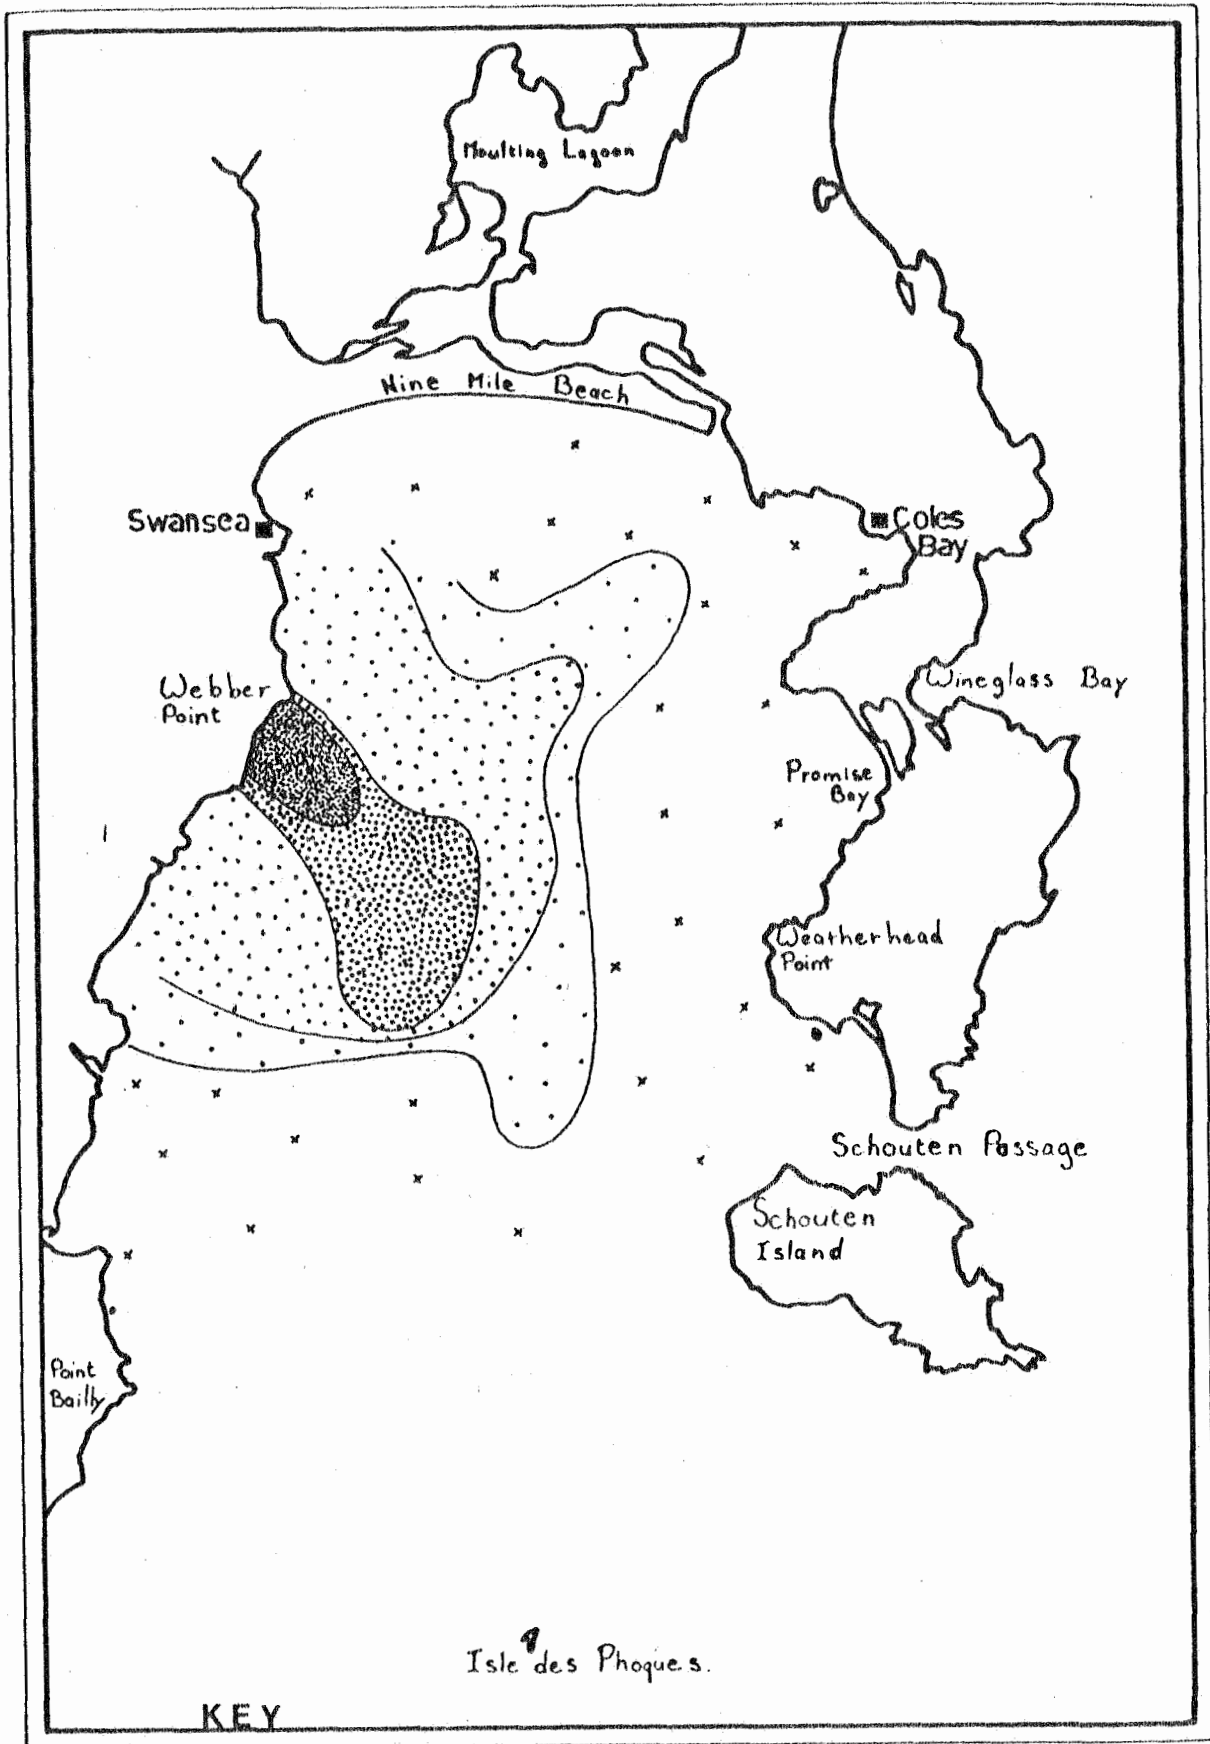 Moulting Lagoon
Nine Mile Beach
Swansea
Coles
Bay
Webber
Point
Wineglass Bay
Promise
Bay
Weatherhead
Point
Schouten Passage
Schouten
Island
Point
Bailly
Isle des Phoques.
KEY